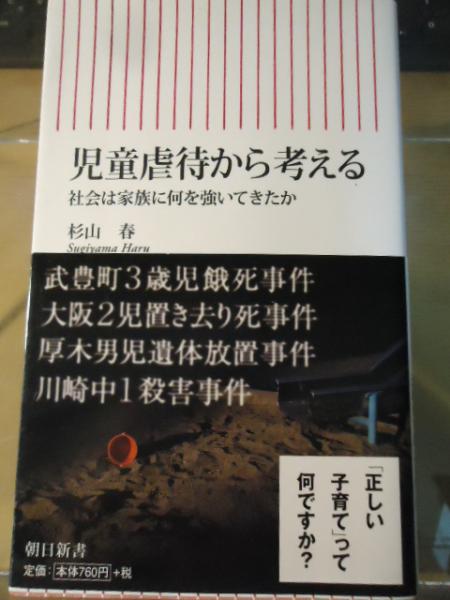 児童虐待から考える
社会は家族に何を強いてきたか
杉山 春
Sugiyama Haru
武豊町3歳児餓死事件
大阪2児置き去り死事件
厚木男児遺体放置事件
川崎中1殺害事件
「正しい
子育て」って
何ですか？
朝日新書
定価：本体760円+税